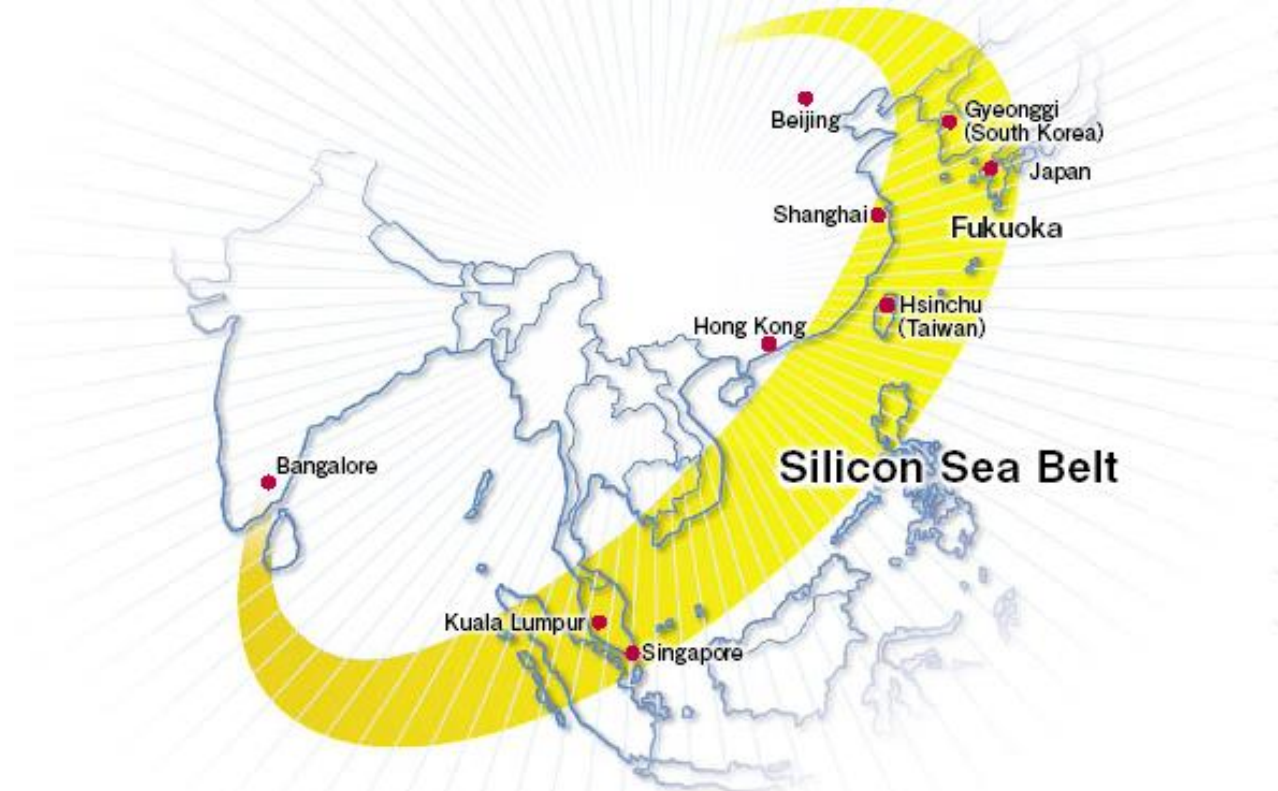 Beijing
Gyeonggi
(South Korea)
Japan
Shanghai
Fukuoka
Hsinchu
(Taiwan)
Hong Kong
Bangalore
Silicon Sea Belt
Kuala Lumpur
Singapore